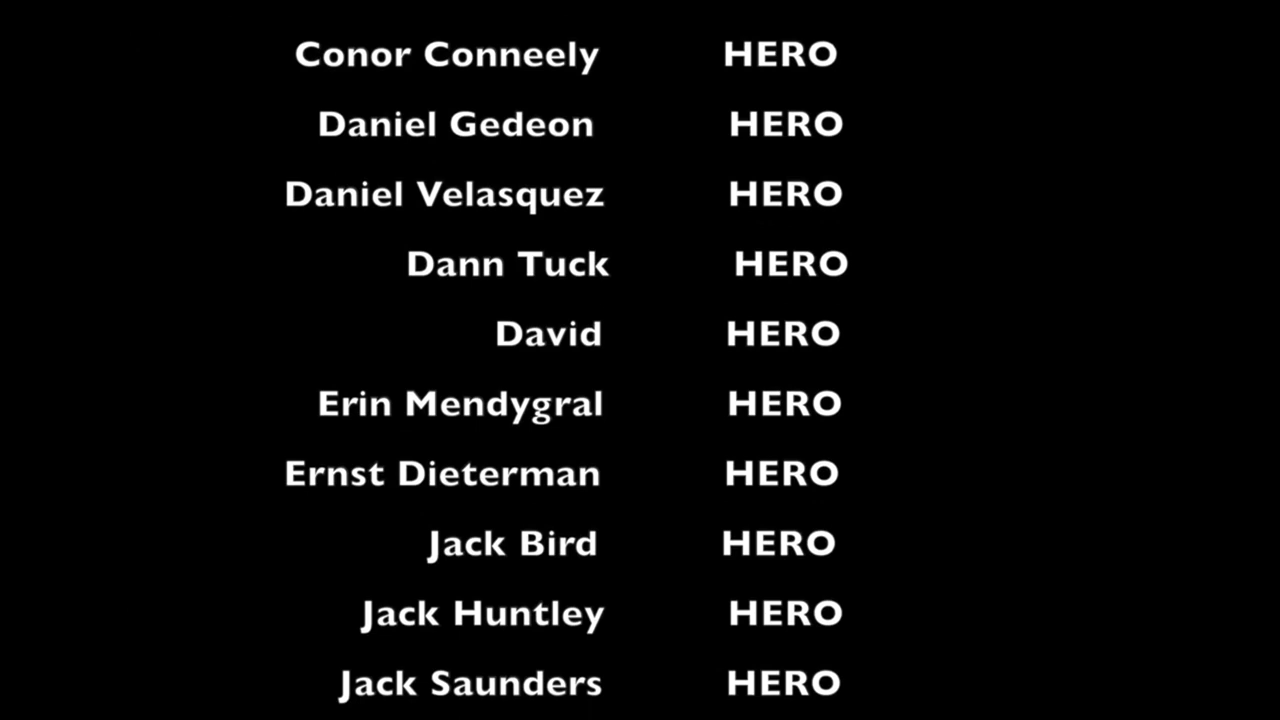 Conor Conneely HERO
Daniel Gedeon HERO
Daniel Velasquez HERO
Dann Tuck HERO
David HERO
Erin Mendygral HERO
Ernst Dieterman HERO
Jack Bird HERO
Jack Huntley HERO
Jack Saunders HERO